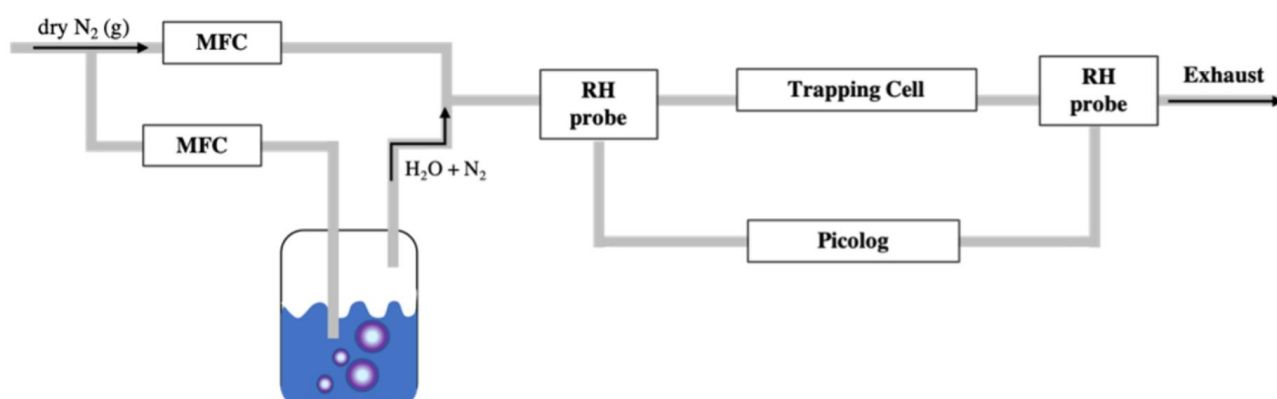 dry N₂ (g)
MFC
MFC
H₂O + N₂
RH
probe
Trapping Cell
RH
probe
Exhaust
Picolog